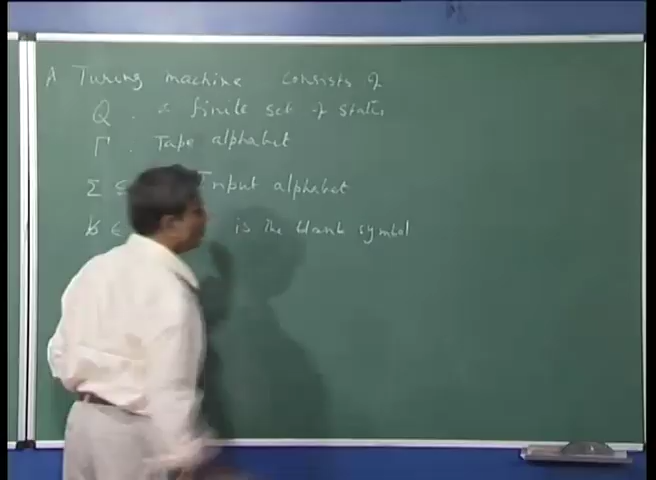 A Turing machine consists of
Q . a finite set of states
Γ . Tape alphabet
Σ ⊆ Input alphabet
b̸ ∈ is the blank symbol